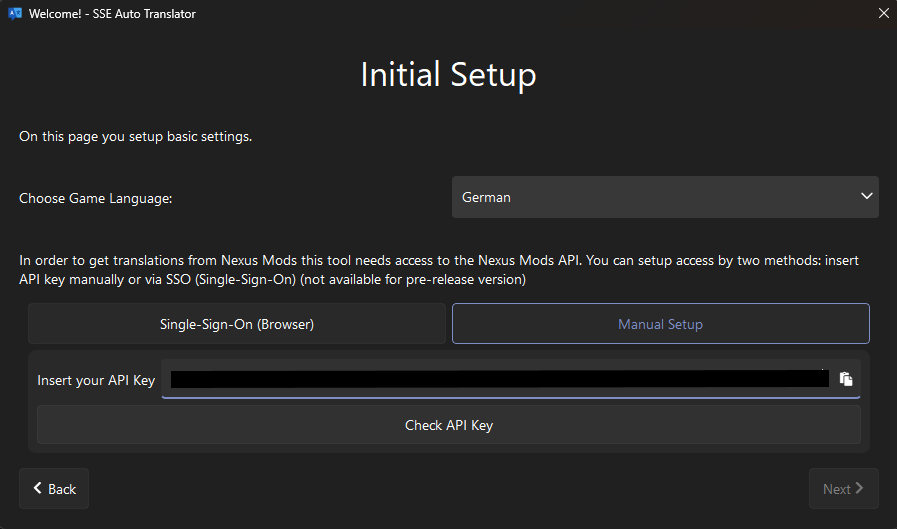 Welcome! - SSE Auto Translator
Initial Setup
On this page you setup basic settings.
Choose Game Language:
German
In order to get translations from Nexus Mods this tool needs access to the Nexus Mods API. You can setup access by two methods: insert
API key manually or via SSO (Single-Sign-On) (not available for pre-release version)
Single-Sign-On (Browser)
Manual Setup
Insert your API Key
Check API Key
Back
Next